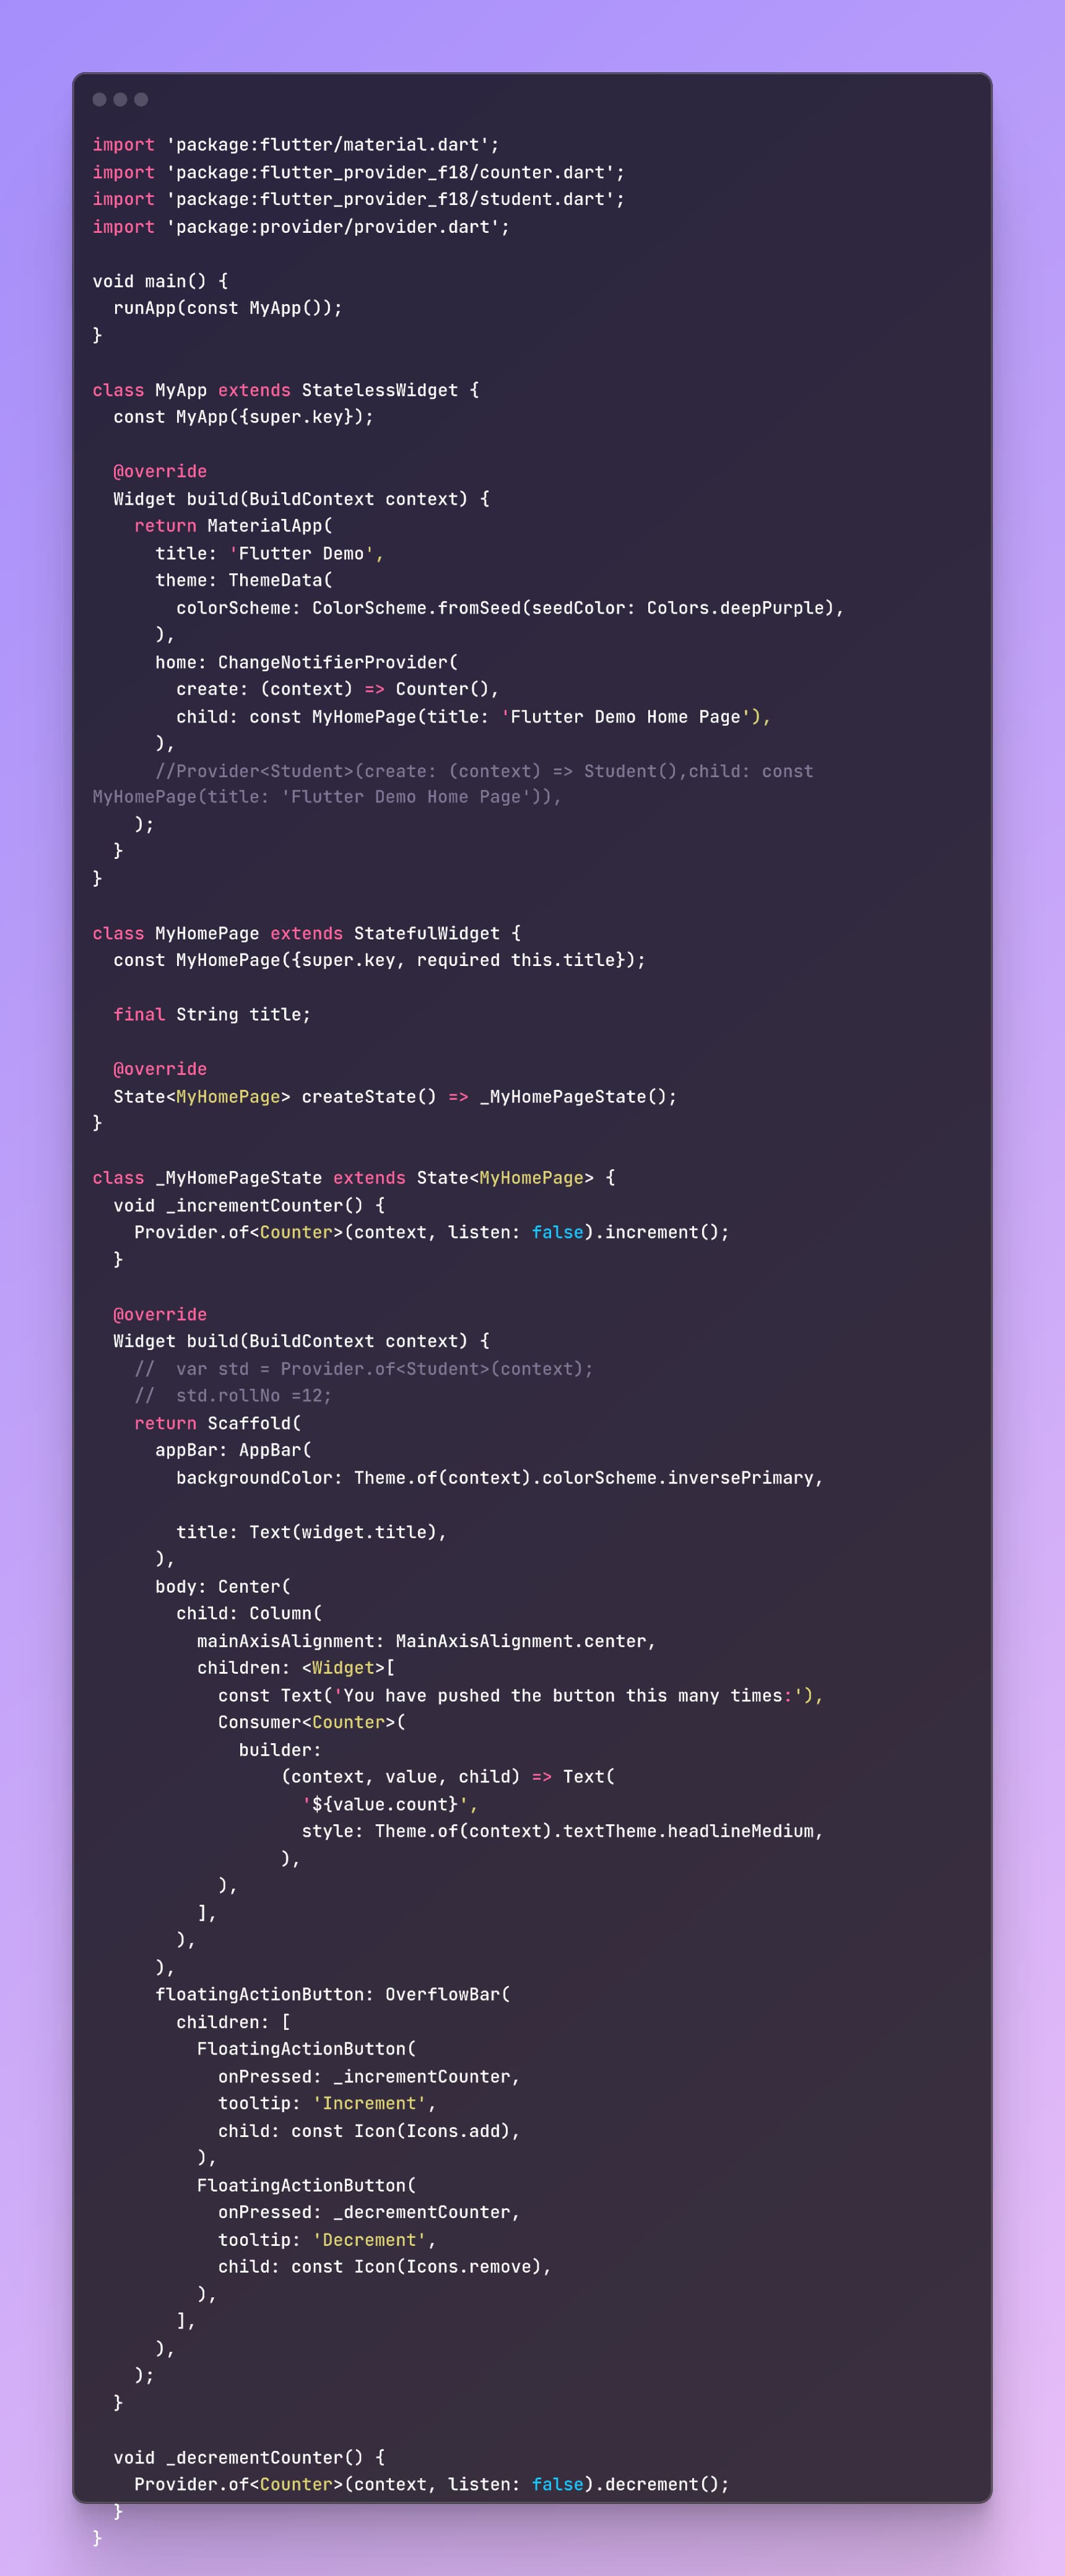 import 'package:flutter/material.dart';
import 'package:flutter_provider_f18/counter.dart';
import 'package:flutter_provider_f18/student.dart';
import 'package:provider/provider.dart';

void main() {
  runApp(const MyApp());
}

class MyApp extends StatelessWidget {
  const MyApp({super.key});

  @override
  Widget build(BuildContext context) {
    return MaterialApp(
      title: 'Flutter Demo',
      theme: ThemeData(
        colorScheme: ColorScheme.fromSeed(seedColor: Colors.deepPurple),
      ),
      home: ChangeNotifierProvider(
        create: (context) => Counter(),
        child: const MyHomePage(title: 'Flutter Demo Home Page'),
      ),
      //Provider<Student>(create: (context) => Student(),child: const
MyHomePage(title: 'Flutter Demo Home Page')),
    );
  }
}

class MyHomePage extends StatefulWidget {
  const MyHomePage({super.key, required this.title});

  final String title;

  @override
  State<MyHomePage> createState() => _MyHomePageState();
}

class _MyHomePageState extends State<MyHomePage> {
  void _incrementCounter() {
    Provider.of<Counter>(context, listen: false).increment();
  }

  @override
  Widget build(BuildContext context) {
    //  var std = Provider.of<Student>(context);
    //  std.rollNo =12;
    return Scaffold(
      appBar: AppBar(
        backgroundColor: Theme.of(context).colorScheme.inversePrimary,

        title: Text(widget.title),
      ),
      body: Center(
        child: Column(
          mainAxisAlignment: MainAxisAlignment.center,
          children: <Widget>[
            const Text('You have pushed the button this many times:'),
            Consumer<Counter>(
              builder:
                  (context, value, child) => Text(
                    '${value.count}',
                    style: Theme.of(context).textTheme.headlineMedium,
                  ),
            ),
          ],
        ),
      ),
      floatingActionButton: OverflowBar(
        children: [
          FloatingActionButton(
            onPressed: _incrementCounter,
            tooltip: 'Increment',
            child: const Icon(Icons.add),
          ),
          FloatingActionButton(
            onPressed: _decrementCounter,
            tooltip: 'Decrement',
            child: const Icon(Icons.remove),
          ),
        ],
      ),
    );
  }

  void _decrementCounter() {
    Provider.of<Counter>(context, listen: false).decrement();
  }
}